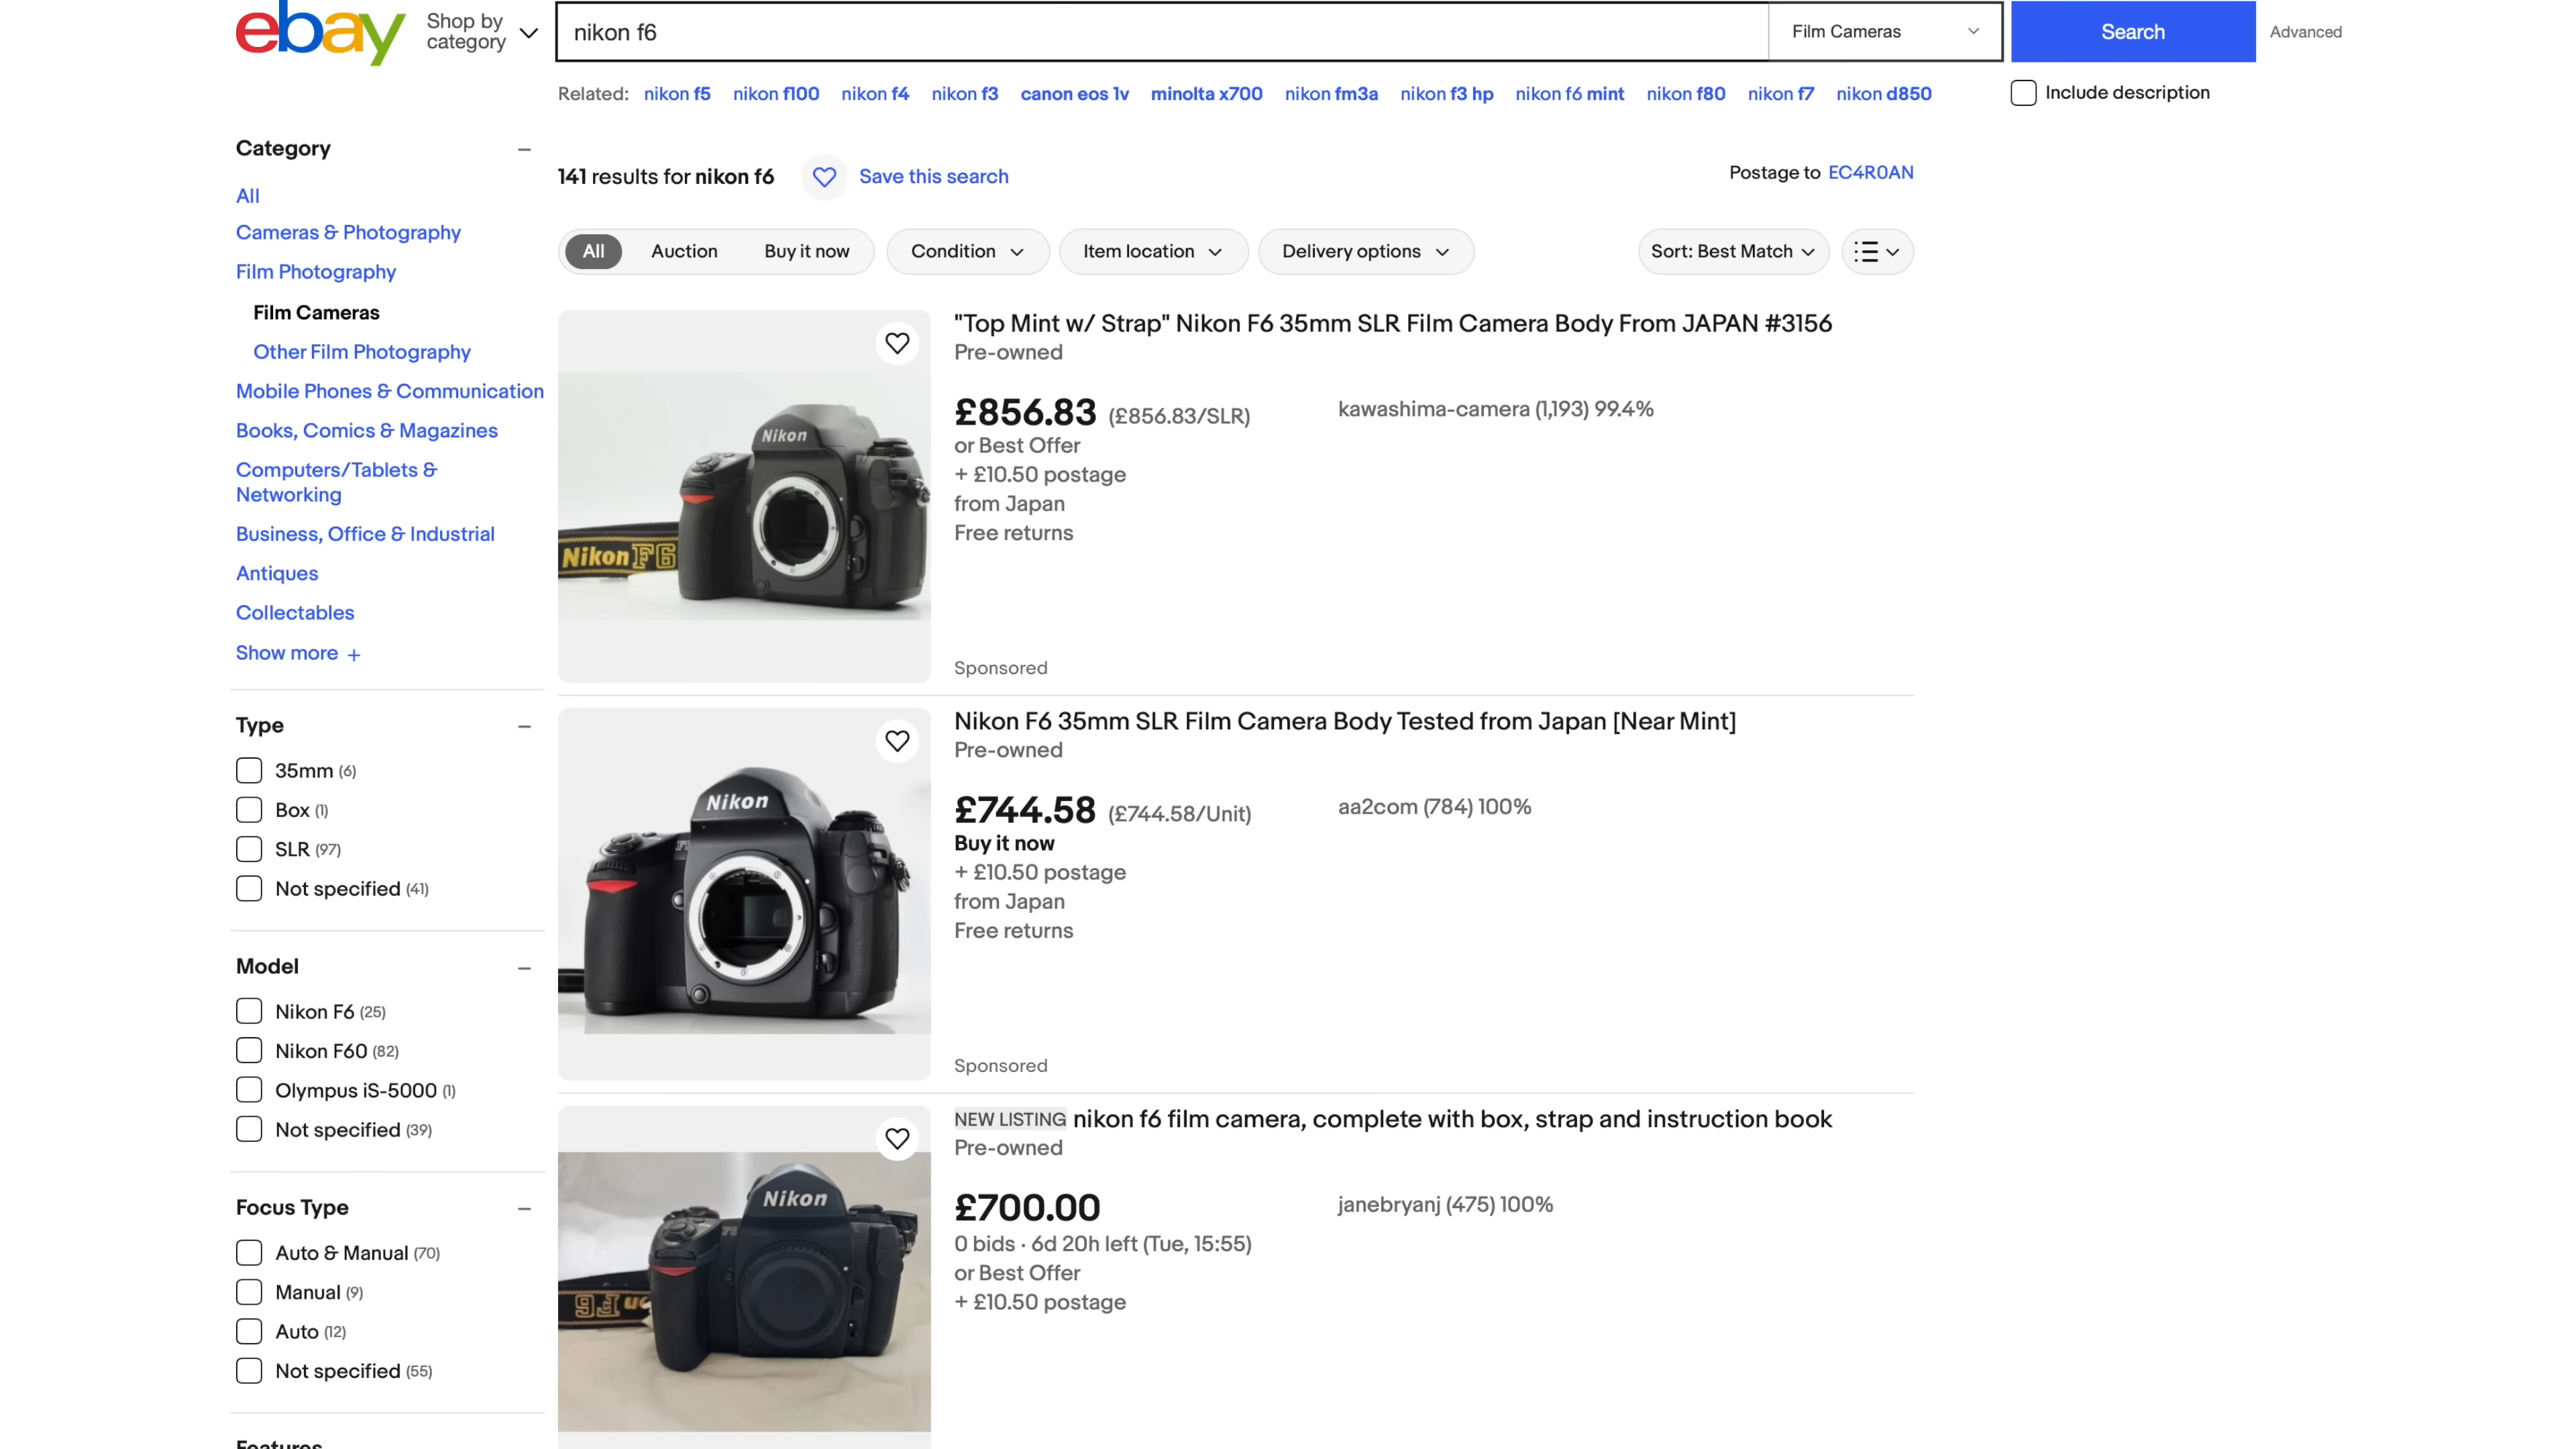 ebay
Shop by
category
nikon f6
Film Cameras
Search
Advanced
Related: nikon f5 nikon f100 nikon f4 nikon f3 canon eos 1v minolta x700 nikon fm3a nikon f3 hp nikon f6 mint nikon f80 nikon f7 nikon d850
Include description
Category
All
Cameras & Photography
Film Photography
Film Cameras
Other Film Photography
Mobile Phones & Communication
Books, Comics & Magazines
Computers/Tablets &
Networking
Business, Office & Industrial
Antiques
Collectables
Show more +
Type
35mm (6)
Box (1)
SLR (97)
Not specified (41)
Model
Nikon F6 (25)
Nikon F60 (82)
Olympus iS-5000 (1)
Not specified (39)
Focus Type
Auto & Manual (70)
Manual (9)
Auto (12)
Not specified (55)
Features
141 results for nikon f6
Save this search
Postage to EC4R0AN
All
Auction
Buy it now
Condition
Item location
Delivery options
Sort: Best Match
Nikon
Nikon F6
"Top Mint w/ Strap" Nikon F6 35mm SLR Film Camera Body From JAPAN #3156
Pre-owned
£856.83 (£856.83/SLR)
kawashima-camera (1,193) 99.4%
or Best Offer
+ £10.50 postage
from Japan
Free returns
Sponsored
Nikon
Nikon F6 35mm SLR Film Camera Body Tested from Japan [Near Mint]
Pre-owned
£744.58 (£744.58/Unit)
aa2com (784) 100%
Buy it now
+ £10.50 postage
from Japan
Free returns
Sponsored
Nikon
NEW LISTING nikon f6 film camera, complete with box, strap and instruction book
Pre-owned
£700.00
janebryanj (475) 100%
0 bids · 6d 20h left (Tue, 15:55)
or Best Offer
+ £10.50 postage